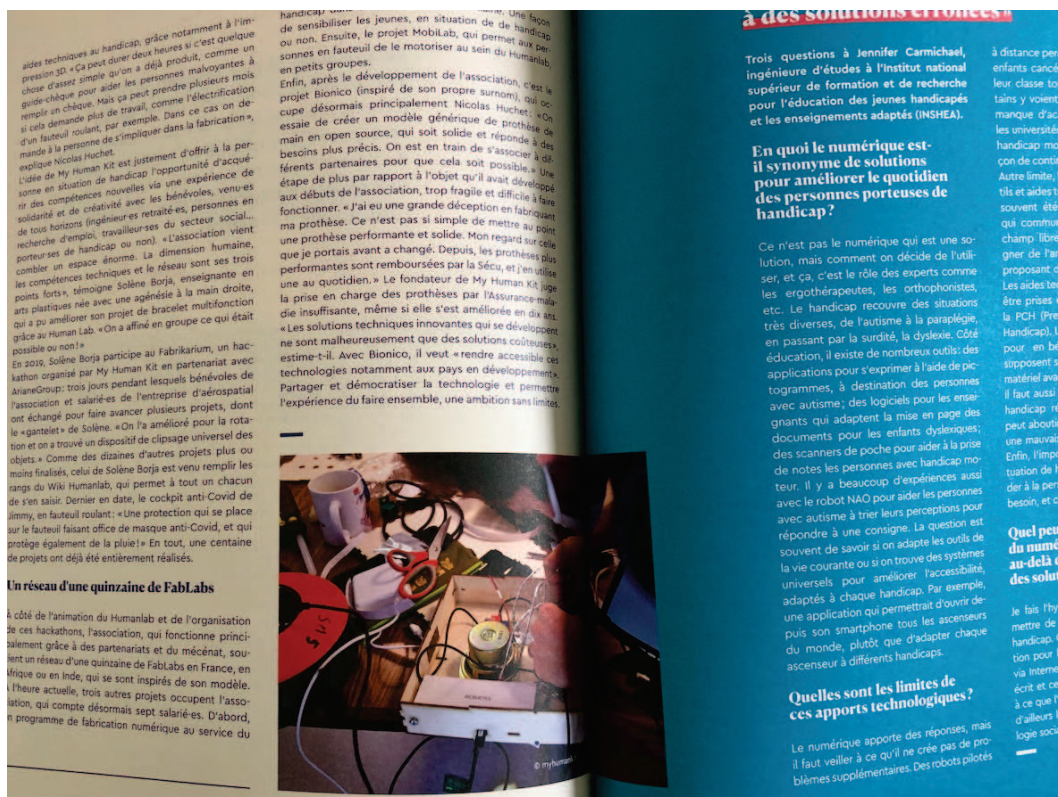 aides techniques au handicap, grâce notamment à l'im-
pression 3D. «Ça peut durer deux heures si c'est quelque
chose d'assez simple qu'on a déjà produit, comme un
guide-chèque pour aider les personnes malvoyantes à
remplir un chèque. Mais ça peut prendre plusieurs mois
si cela demande plus de travail, comme l'électrification
d'un fauteuil roulant, par exemple. Dans ce cas on de-
mande à la personne de s'impliquer dans la fabrication»,
explique Nicolas Huchet.
L'idée de My Human Kit est justement d'offrir à la per-
sonne en situation de handicap l'opportunité d'acqué-
rir des compétences nouvelles via une expérience de
solidarité et de créativité avec les bénévoles, venu·es
de tous horizons (ingénieur·es retraité·es, personnes en
recherche d'emploi, travailleur·ses du secteur social...
porteur·ses de handicap ou non). «L'association vient
combler un espace énorme. La dimension humaine,
les compétences techniques et le réseau sont ses trois
points forts», témoigne Solène Borja, enseignante en
arts plastiques née avec une agénésie à la main droite,
qui a pu améliorer son projet de bracelet multifonction
grâce au Human Lab. «On a affiné en groupe ce qui était
possible ou non!»
En 2019, Solène Borja participe au Fabrikarium, un hac-
kathon organisé par My Human Kit en partenariat avec
ArianeGroup: trois jours pendant lesquels bénévoles de
l'association et salarié·es de l'entreprise d'aérospatial
ont échangé pour faire avancer plusieurs projets, dont
le «gantelet» de Solène. «On l'a amélioré pour la rota-
tion et on a trouvé un dispositif de clipsage universel des
objets.» Comme des dizaines d'autres projets plus ou
moins finalisés, celui de Solène Borja est venu remplir les
rangs du Wiki Humanlab, qui permet à tout un chacun
de s'en saisir. Dernier en date, le cockpit anti-Covid de
Jimmy, en fauteuil roulant: «Une protection qui se place
sur le fauteuil faisant office de masque anti-Covid, et qui
protège également de la pluie!» En tout, une centaine
de projets ont déjà été entièrement réalisés.
Un réseau d'une quinzaine de FabLabs
À côté de l'animation du Humanlab et de l'organisation
de ces hackathons, l'association, qui fonctionne princi-
palement grâce à des partenariats et du mécénat, sou-
tient un réseau d'une quinzaine de FabLabs en France, en
Afrique ou en Inde, qui se sont inspirés de son modèle.
À l'heure actuelle, trois autres projets occupent l'asso-
ciation, qui compte désormais sept salarié·es. D'abord,
un programme de fabrication numérique au service du
handicap Une façon
de sensibiliser les jeunes, en situation de de handicap
ou non. Ensuite, le projet MobiLab, qui permet aux per-
sonnes en fauteuil de le motoriser au sein du Humanlab,
en petits groupes.
Enfin, après le développement de l'association, c'est le
projet Bionico (inspiré de son propre surnom), qui oc-
cupe désormais principalement Nicolas Huchet: «On
essaie de créer un modèle générique de prothèse de
main en open source, qui soit solide et réponde à des
besoins plus précis. On est en train de s'associer à dif-
férents partenaires pour que cela soit possible.» Une
étape de plus par rapport à l'objet qu'il avait développé
aux débuts de l'association, trop fragile et difficile à faire
fonctionner. «J'ai eu une grande déception en fabriquant
ma prothèse. Ce n'est pas si simple de mettre au point
une prothèse performante et solide. Mon regard sur celle
que je portais avant a changé. Depuis, les prothèses plus
performantes sont remboursées par la Sécu, et j'en utilise
une au quotidien.» Le fondateur de My Human Kit juge
la prise en charge des prothèses par l'Assurance-mala-
die insuffisante, même si elle s'est améliorée en dix ans.
«Les solutions techniques innovantes qui se développent
ne sont malheureusement que des solutions coûteuses»,
estime-t-il. Avec Bionico, il veut «rendre accessible ces
technologies notamment aux pays en développement».
Partager et démocratiser la technologie et permettre
l'expérience du faire ensemble, une ambition sans limites.
SUS
© myhumank
à des solutions erronées»
Trois questions à Jennifer Carmichael,
ingénieure d'études à l'Institut national
supérieur de formation et de recherche
pour l'éducation des jeunes handicapés
et les enseignements adaptés (INSHEA).
En quoi le numérique est-
il synonyme de solutions
pour améliorer le quotidien
des personnes porteuses de
handicap?
Ce n'est pas le numérique qui est une so-
lution, mais comment on décide de l'utili-
ser, et ça, c'est le rôle des experts comme
les ergothérapeutes, les orthophonistes,
etc. Le handicap recouvre des situations
très diverses, de l'autisme à la paraplégie,
en passant par la surdité, la dyslexie. Côté
éducation, il existe de nombreux outils: des
applications pour s'exprimer à l'aide de pic-
togrammes, à destination des personnes
avec autisme; des logiciels pour les ensei-
gnants qui adaptent la mise en page des
documents pour les enfants dyslexiques;
des scanners de poche pour aider à la prise
de notes les personnes avec handicap mo-
teur. Il y a beaucoup d'expériences aussi
avec le robot NAO pour aider les personnes
avec autisme à trier leurs perceptions pour
répondre à une consigne. La question est
souvent de savoir si on adapte les outils de
la vie courante ou si on trouve des systèmes
universels pour améliorer l'accessibilité,
adaptés à chaque handicap. Par exemple,
une application qui permettrait d'ouvrir de-
puis son smartphone tous les ascenseurs
du monde, plutôt que d'adapter chaque
ascenseur à différents handicaps.
Quelles sont les limites de
ces apports technologiques?
Le numérique apporte des réponses, mais
il faut veiller à ce qu'il ne crée pas de pro-
blèmes supplémentaires. Des robots pilotés
à distance per
enfants cancé
leur classe to
tains y voient
manque d'ac
les université
handicap mo
çon de contin
Autre limite,
tils et aides t
souvent été
qui commu
champ libre
gner de l'a
proposant d
Les aides tec
être prises
la PCH (Pre
Handicap),
pour en be
supposent s
matériel ava
il faut aussi
handicap r
peut about
une mauvai
Enfin, l'imp
tuation de
der à la per
besoin, et c
Quel peu
du numé
au-delà
des solu
Je fais l'hy
mettre de
handicap.
tion pour
via Interne
écrit et ce
à ce que l'
d'ailleurs
logie soci